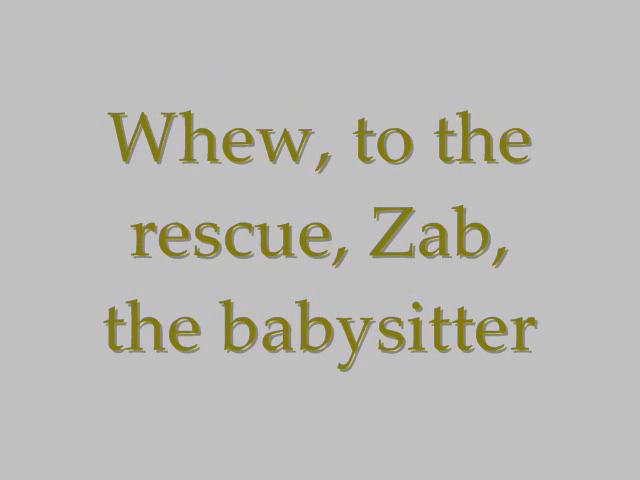 Whew, to the
rescue, Zab,
the babysitter